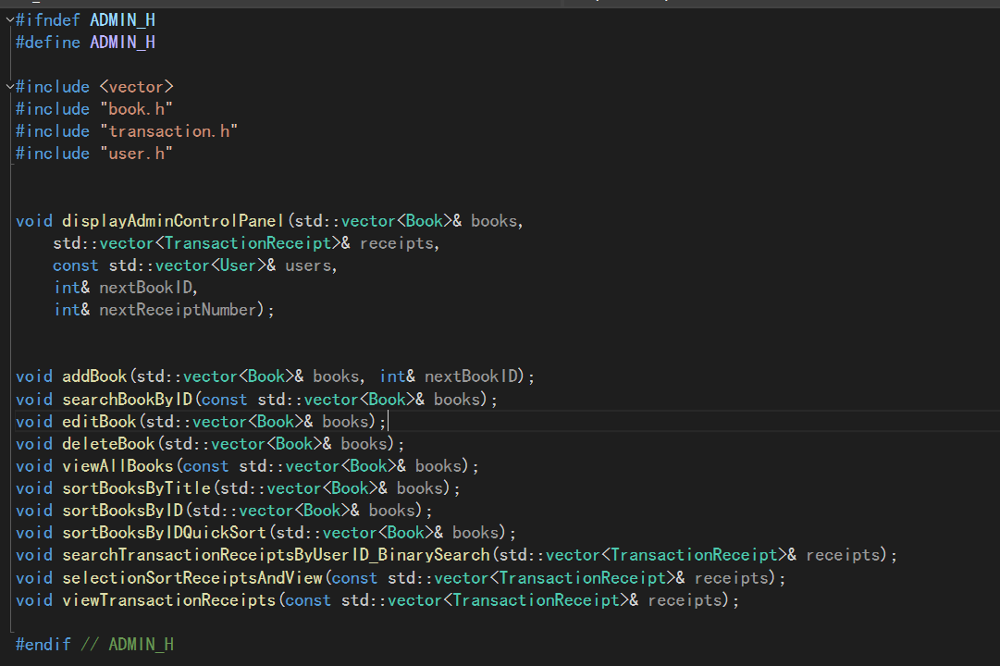 #ifndef ADMIN_H
#define ADMIN_H
#include <vector>
#include "book.h"
#include "transaction.h"
#include "user.h"
void displayAdminControlPanel(std::vector<Book>& books,
std::vector<TransactionReceipt>& receipts,
const std::vector<User>& users,
int& nextBookID,
int& nextReceiptNumber);
void addBook(std::vector<Book>& books, int& nextBookID);
void searchBookByID(const std::vector<Book>& books);
void editBook(std::vector<Book>& books);
void deleteBook(std::vector<Book>& books);
void viewAllBooks(const std::vector<Book>& books);
void sortBooksByTitle(std::vector<Book>& books);
void sortBooksByID(std::vector<Book>& books);
void sortBooksByIDQuickSort(std::vector<Book>& books);
void searchTransactionReceiptsByUserID_BinarySearch(std::vector<TransactionReceipt>& receipts);
void selectionSortReceiptsAndView(const std::vector<TransactionReceipt>& receipts);
void viewTransactionReceipts(const std::vector<TransactionReceipt>& receipts);
#endif // ADMIN_H